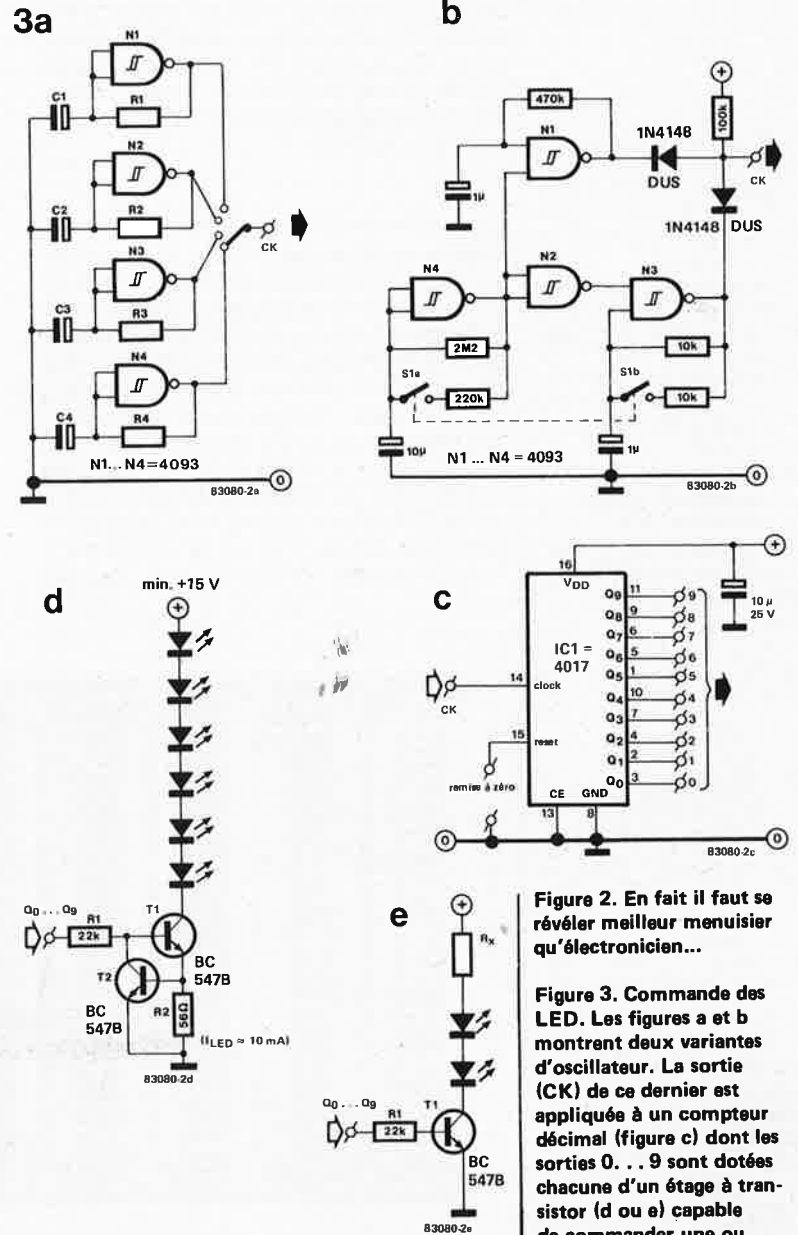 3a
N1
C1
R1
N2
C2
R2
N3
C3
R3
N4
C4
R4
CK
N1... N4=4093
0
83080-2a
b
470k
N1
1µ
1N4148
DUS
+
100k
CK
1N4148 DUS
N4
N2
N3
2M2
10k
S1a
220k
S1b
10k
10µ
N1 ... N4 = 4093
1µ
0
83080-2b
d
min. +15 V
+
Q0 ... Q9
R1
22k
T1
BC
547B
T2
BC
547B
R2
56Ω
(ILED ≈ 10 mA)
83080-2d
c
+
16
VDD
10 µ
25 V
IC1 =
4017
CK
14
clock
15
reset
remise à zéro
Q9 11 9
Q8 9 8
Q7 6 7
Q6 5 6
Q5 1 5
Q4 10 4
Q3 7 3
Q2 4 2
Q1 2 1
Q0 3 0
CE GND
13 8
0
0
83080-2c
e
+
Rx
Q0 ... Q9
R1
22k
T1
BC
547B
83080-2e
Figure 2. En fait il faut se
révéler meilleur menuisier
qu'électronicien...
Figure 3. Commande des
LED. Les figures a et b
montrent deux variantes
d'oscillateur. La sortie
(CK) de ce dernier est
appliquée à un compteur
décimal (figure c) dont les
sorties 0. . . 9 sont dotées
chacune d'un étage à tran-
sistor (d ou e) capable
de commander une ou